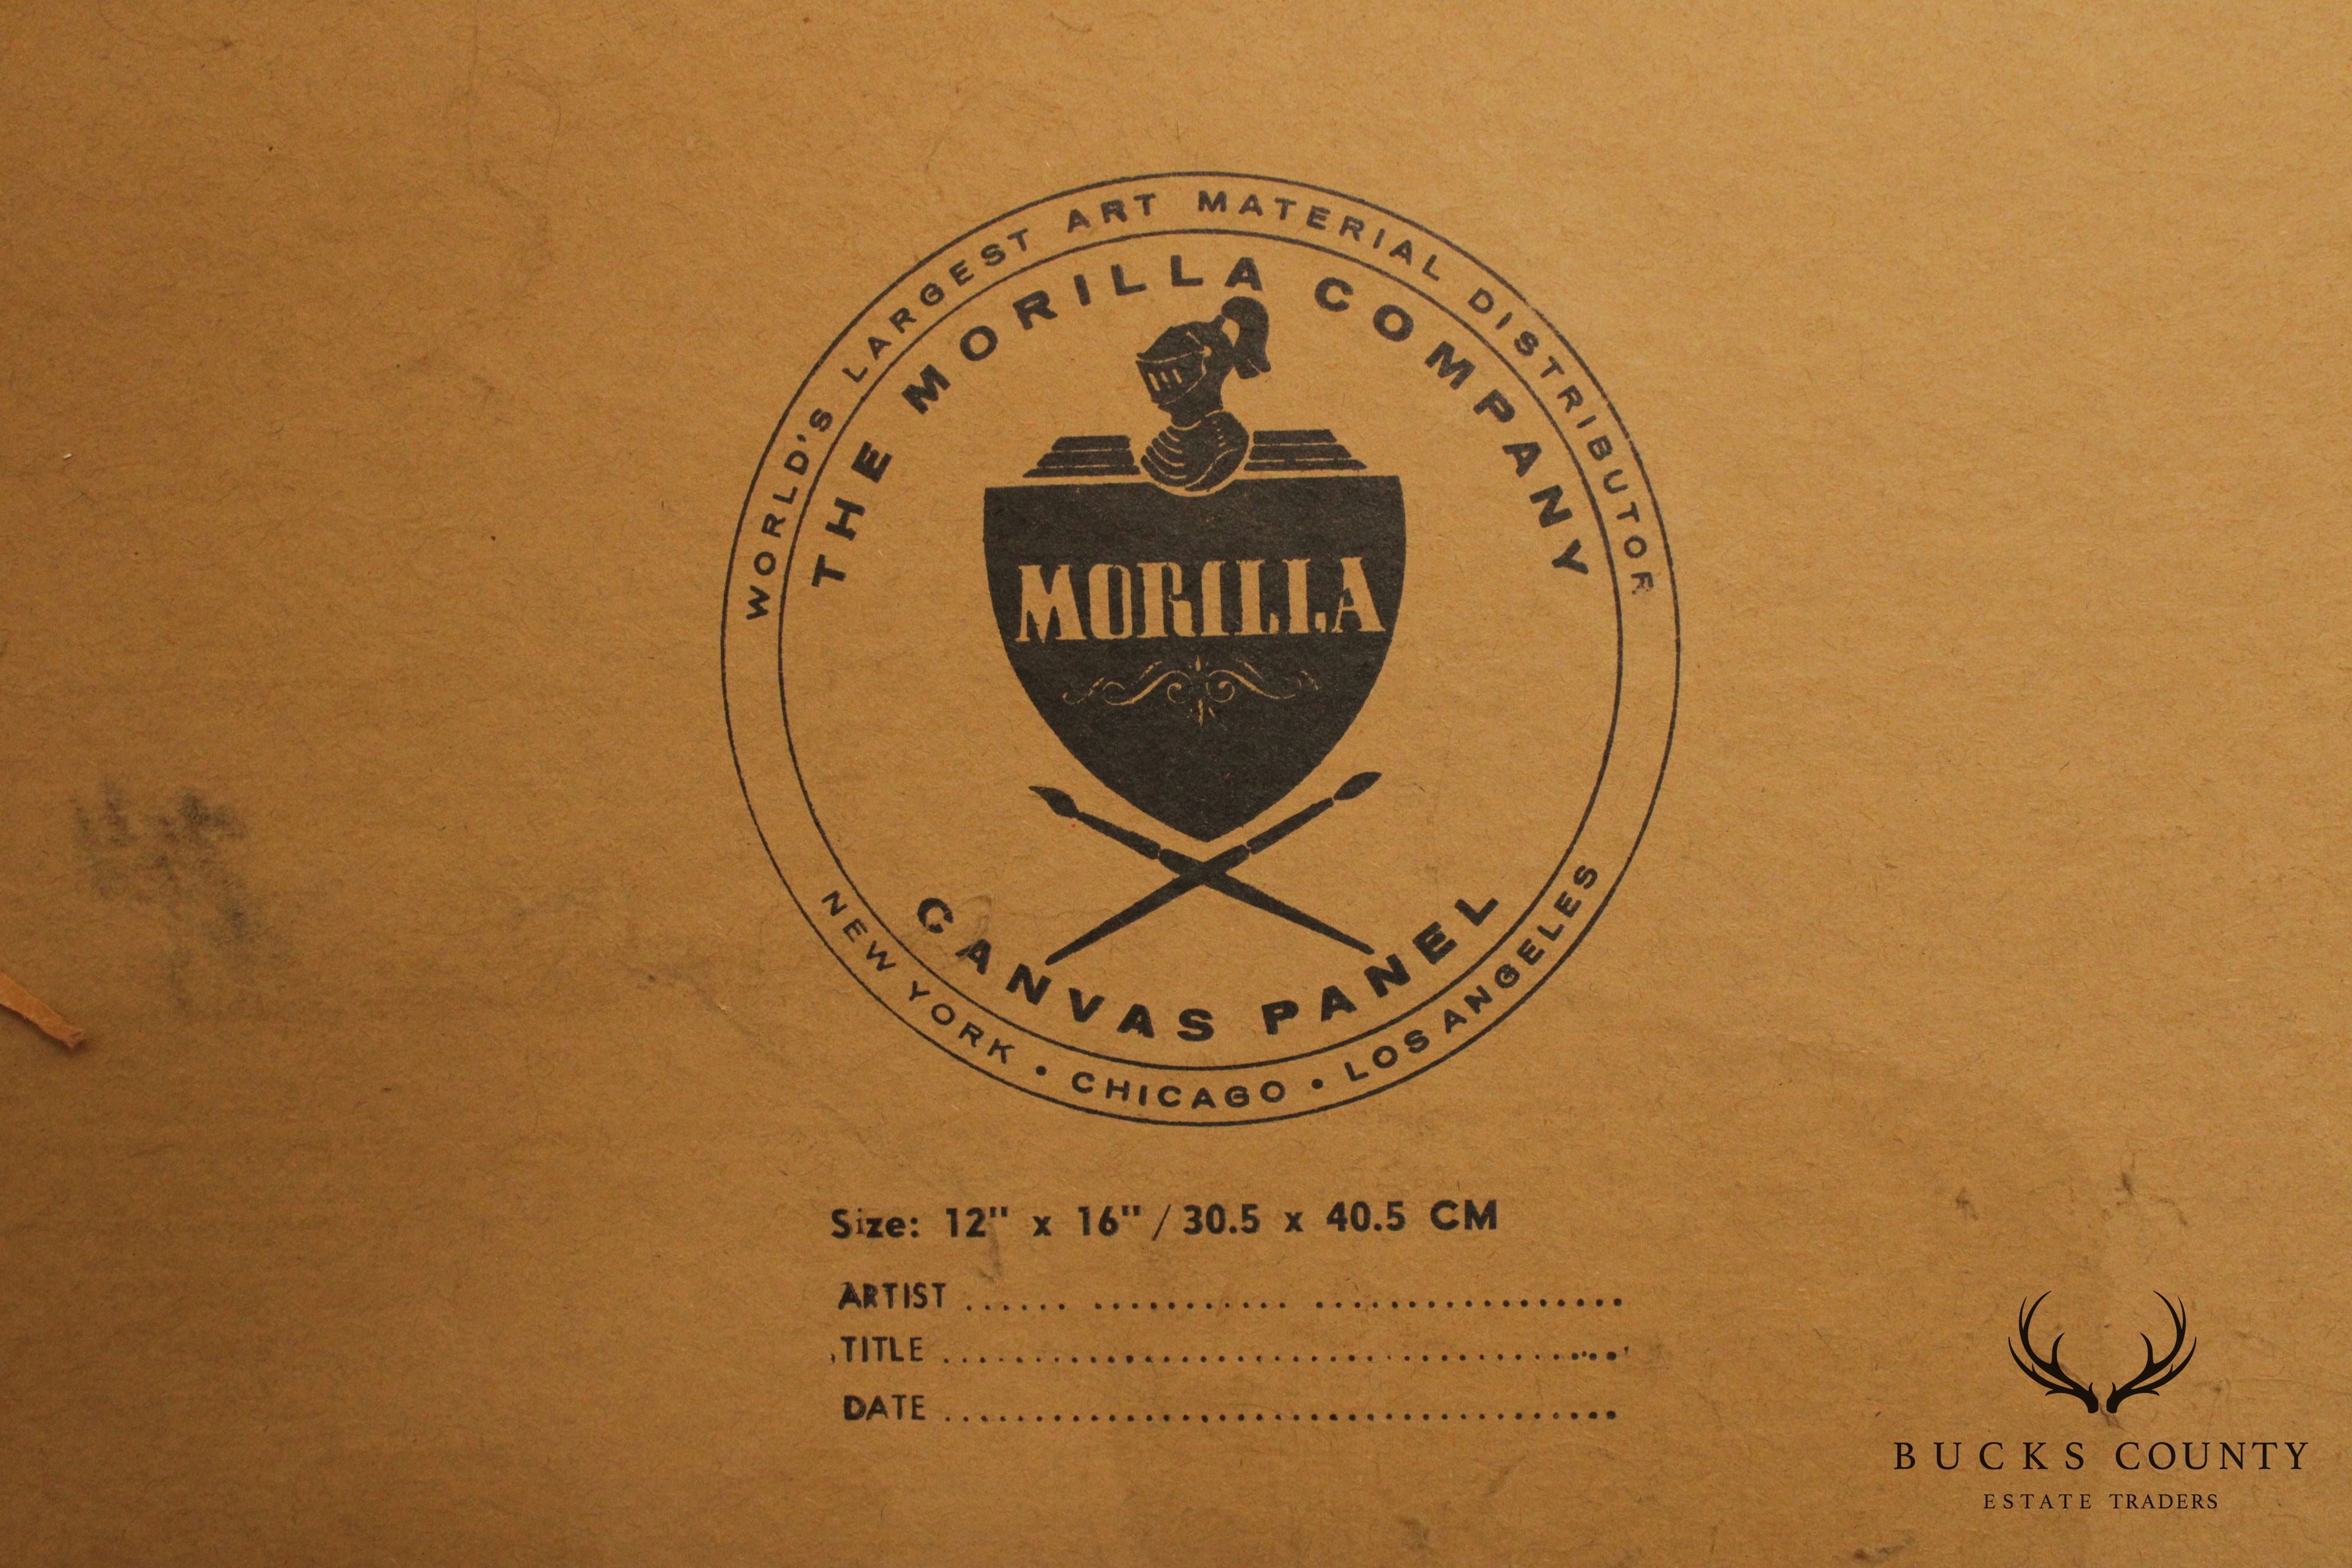 WORLD'S LARGEST ART MATERIAL DISTRIBUTOR
THE MORILLA COMPANY
MORILLA
CANVAS PANEL
NEW YORK • CHICAGO • LOS ANGELES
Size: 12" x 16" / 30.5 x 40.5 CM
ARTIST ...... ........... .................
TITLE ......................................
DATE ......................................
BUCKS COUNTY
ESTATE TRADERS